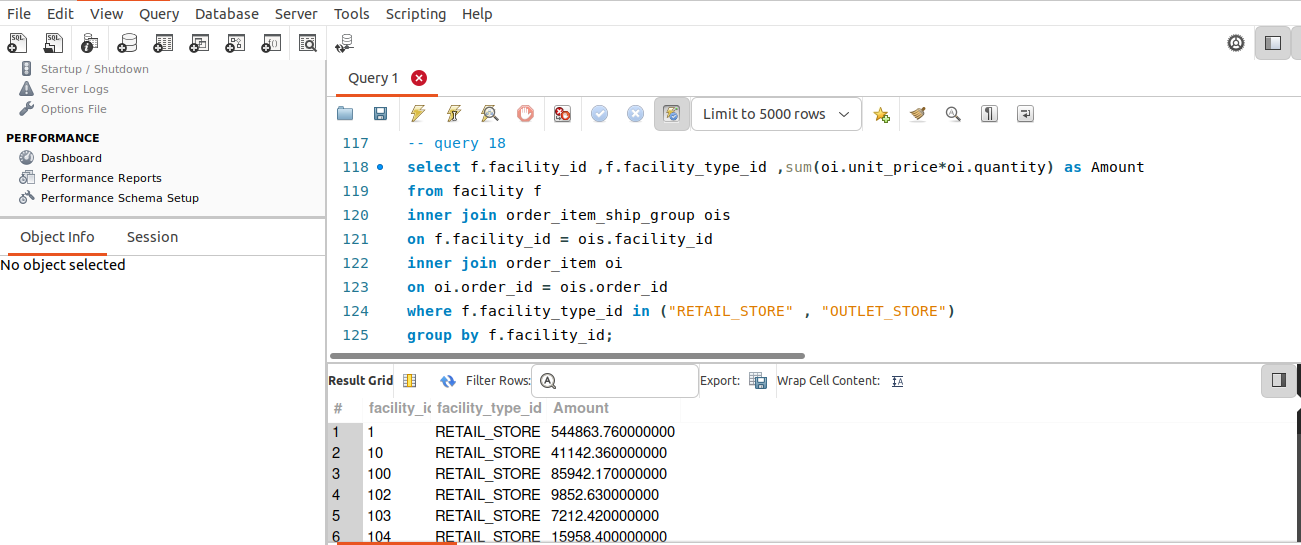 File Edit View Query Database Server Tools Scripting Help
Startup / Shutdown
Server Logs
Options File
PERFORMANCE
Dashboard
Performance Reports
Performance Schema Setup
Object Info Session
No object selected
Query 1
Limit to 5000 rows
117 -- query 18
118 select f.facility_id ,f.facility_type_id ,sum(oi.unit_price*oi.quantity) as Amount
119 from facility f
120 inner join order_item_ship_group ois
121 on f.facility_id = ois.facility_id
122 inner join order_item oi
123 on oi.order_id = ois.order_id
124 where f.facility_type_id in ("RETAIL_STORE" , "OUTLET_STORE")
125 group by f.facility_id;
Result Grid Filter Rows: Export: Wrap Cell Content:
# facility_ic facility_type_id Amount
1 1 RETAIL_STORE 544863.760000000
2 10 RETAIL_STORE 41142.360000000
3 100 RETAIL_STORE 85942.170000000
4 102 RETAIL_STORE 9852.630000000
5 103 RETAIL_STORE 7212.420000000
6 104 RETAIL_STORE 15958.400000000